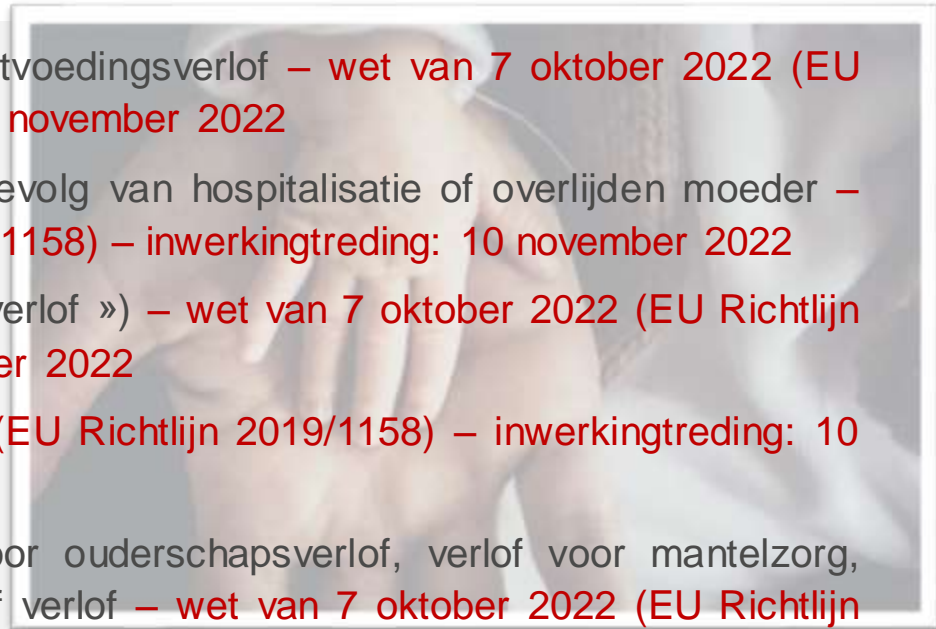 tvoedingsverlof – wet van 7 oktober 2022 (EU
november 2022
evolg van hospitalisatie of overlijden moeder –
1158) – inwerkingtreding: 10 november 2022
verlof ») – wet van 7 oktober 2022 (EU Richtlijn
er 2022
(EU Richtlijn 2019/1158) – inwerkingtreding: 10
oor ouderschapsverlof, verlof voor mantelzorg,
f verlof – wet van 7 oktober 2022 (EU Richtlijn